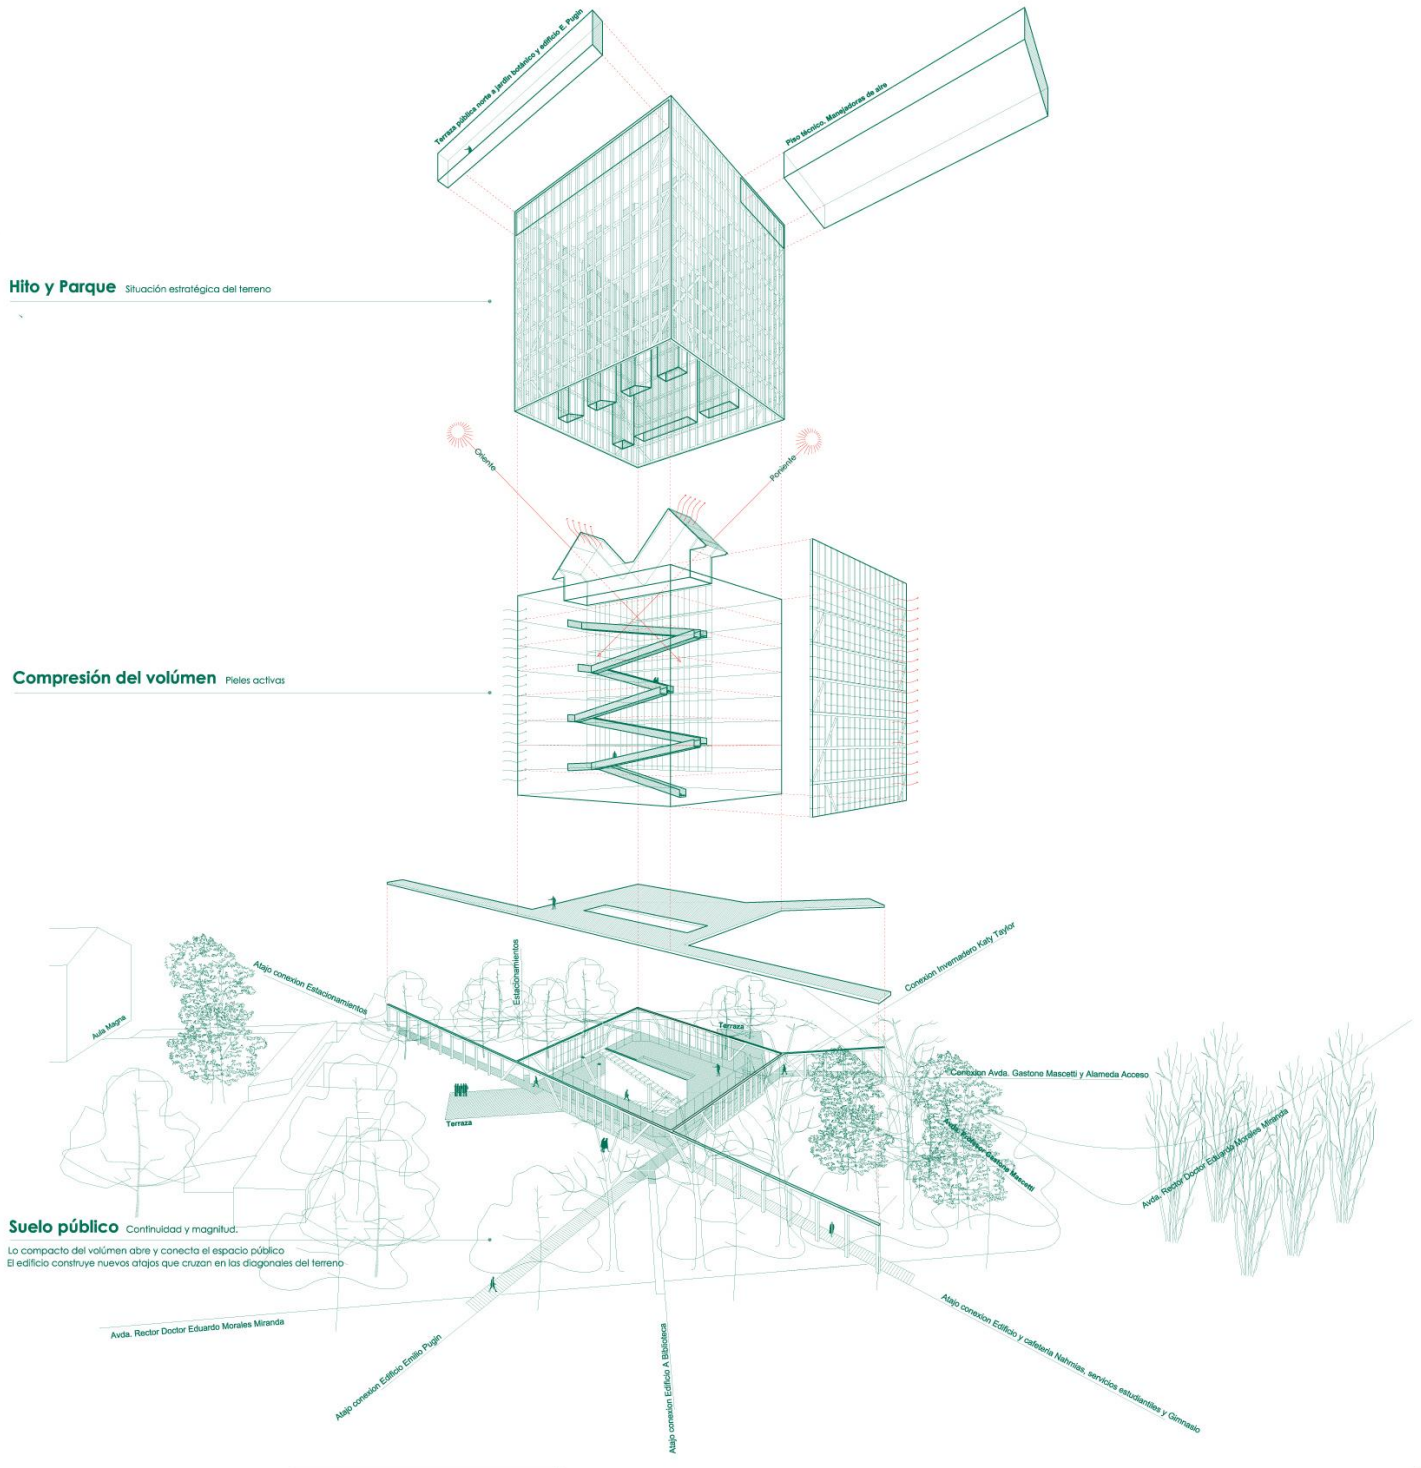 Terraza pública norte a jardín botánico y edificio E. Pugin
Piso técnico. Manejadoras de aire
Hito y Parque Situación estratégica del terreno
Oriente
Poniente
Compresión del volúmen Pieles activas
Aula Magna
Atajo conexion Estacionamientos
Estacionamientos
Conexion Invernadero Katy Taylor
Terraza
Terraza
Conexion Avda. Gastone Mascetti y Alameda Acceso
Avda. Profesor Gastone Mascetti
Avda. Rector Doctor Eduardo Morales Miranda
Suelo público Continuidad y magnitud.
Lo compacto del volúmen abre y conecta el espacio público
El edificio construye nuevos atajos que cruzan en las diagonales del terreno
Avda. Rector Doctor Eduardo Morales Miranda
Atajo conexion Edificio Emilio Pugin
Atajo conexion Edificio A Biblioteca
Atajo conexion Edificio y cafeteria Nahmias, servicios estudiantiles y Gimnasio